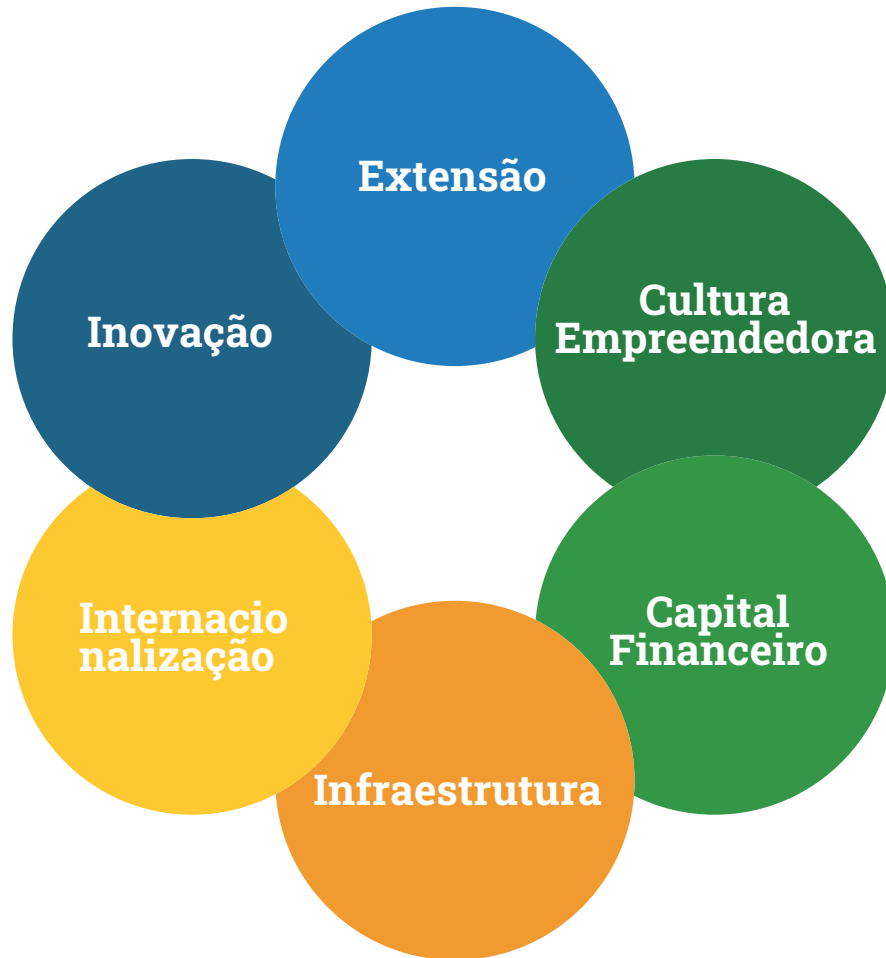 Extensão
Cultura
Empreendedora
Inovação
Capital
Financeiro
Internacio
nalização
Infraestrutura